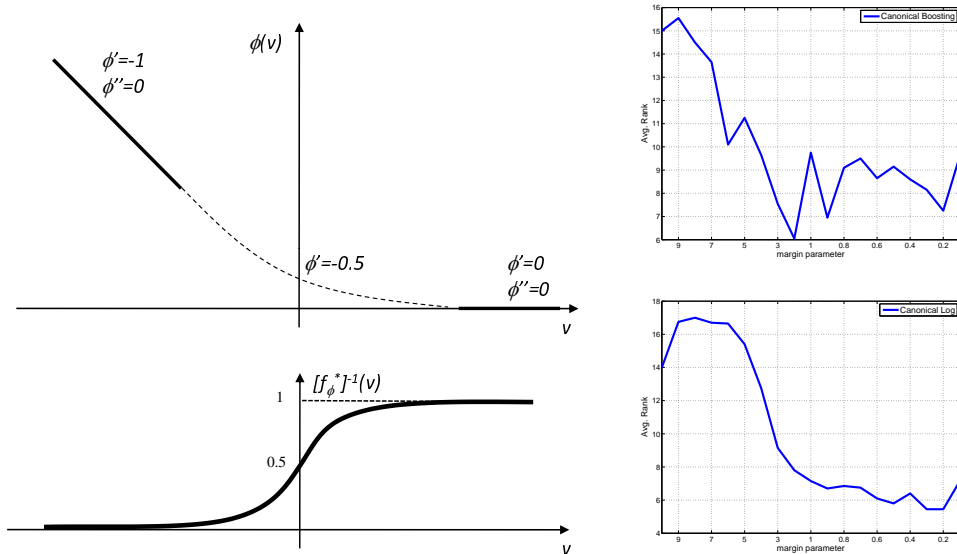 ϕ(v)
ϕ'=-1
ϕ''=0
ϕ'=-0.5
ϕ'=0
ϕ''=0
v
[f*ϕ]-1(v)
1
0.5
v
Canonical Boosting
16
15
14
13
12
11
10
9
8
7
6
Avg. Rank
9 7 5 3 1 0.8 0.6 0.4 0.2
margin parameter
Canonical Log
18
16
14
12
10
8
6
4
Avg. Rank
9 7 5 3 1 0.8 0.6 0.4 0.2
margin parameter